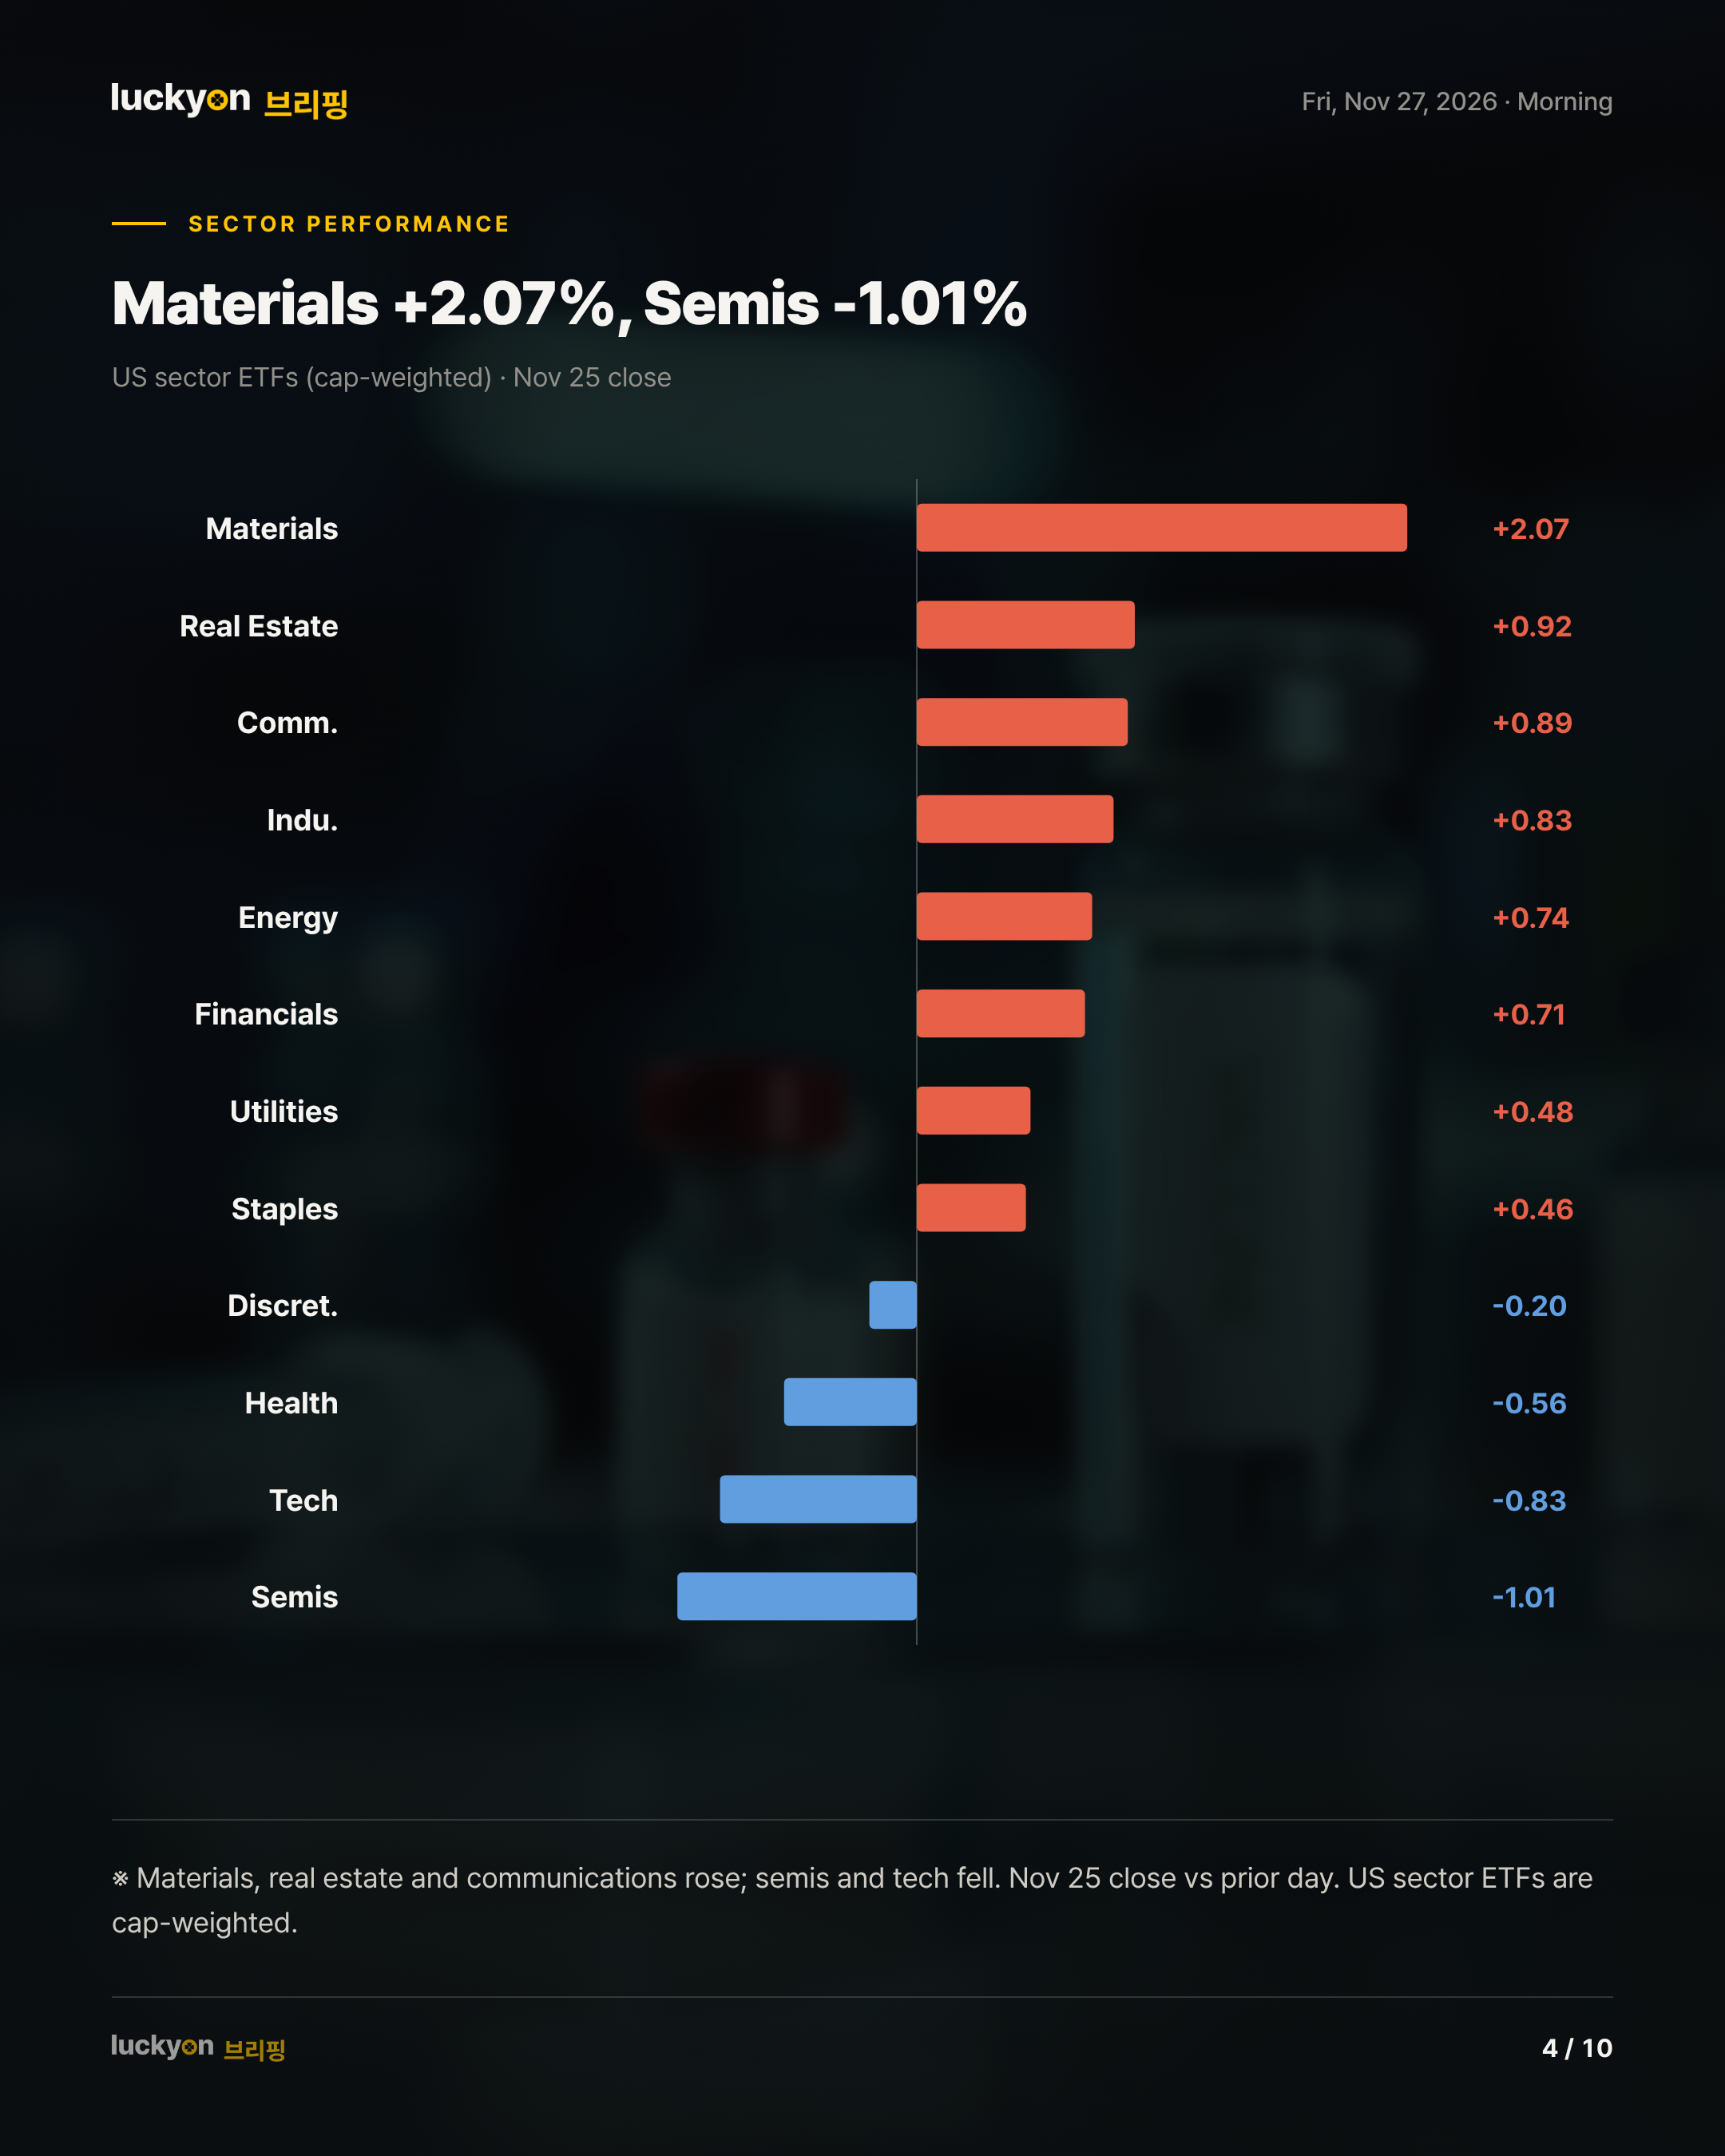 luckyon 브리핑
Fri, Nov 27, 2026 · Morning
SECTOR PERFORMANCE
Materials +2.07%, Semis -1.01%
US sector ETFs (cap-weighted) · Nov 25 close
Materials +2.07
Real Estate +0.92
Comm. +0.89
Indu. +0.83
Energy +0.74
Financials +0.71
Utilities +0.48
Staples +0.46
Discret. -0.20
Health -0.56
Tech -0.83
Semis -1.01
※ Materials, real estate and communications rose; semis and tech fell. Nov 25 close vs prior day. US sector ETFs are
cap-weighted.
luckyon 브리핑
4 / 10